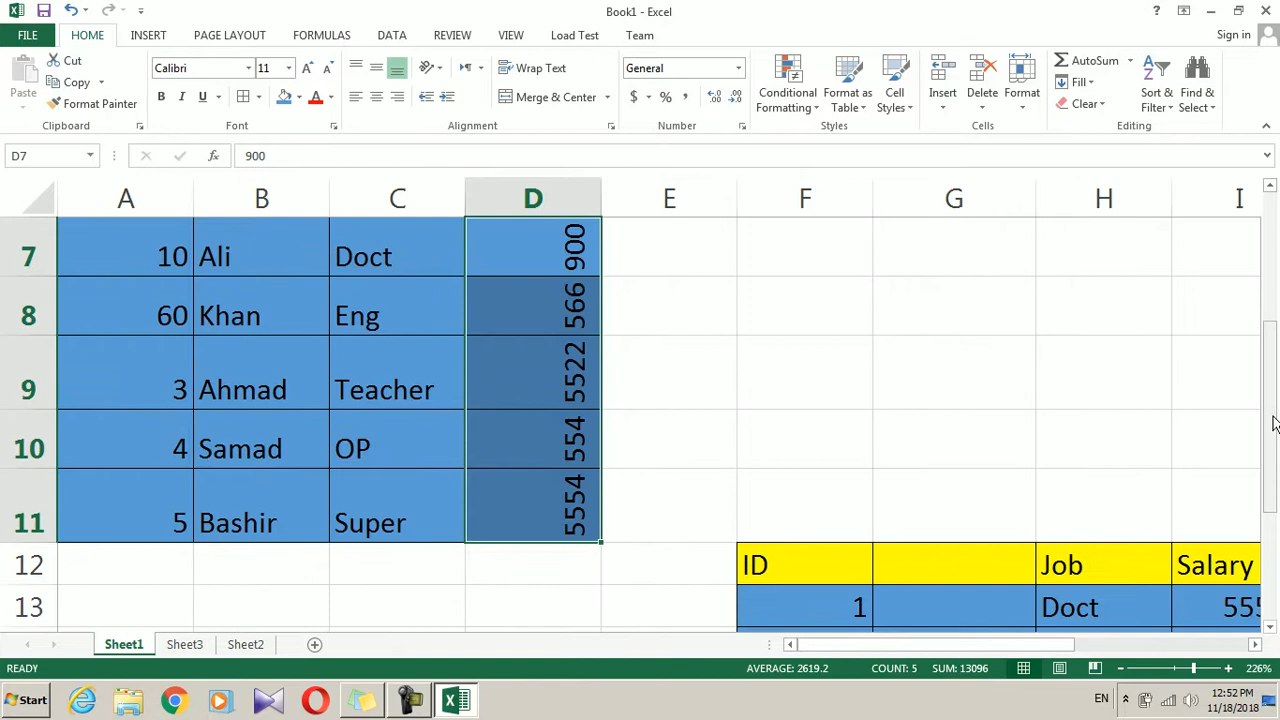 Book1 - Excel
FILE HOME INSERT PAGE LAYOUT FORMULAS DATA REVIEW VIEW Load Test Team Sign in
Cut
Copy
Format Painter
Paste
Clipboard
Calibri 11
B I U
Font
Wrap Text
Merge & Center
Alignment
General
$ % ,
Number
Conditional Formatting
Format as Table
Cell Styles
Styles
Insert Delete Format
Cells
AutoSum
Fill
Clear
Sort & Filter
Find & Select
Editing
D7 fx 900
A B C D E F G H I
7 10 Ali Doct 900
8 60 Khan Eng 566
9 3 Ahmad Teacher 5522
10 4 Samad OP 554
11 5 Bashir Super 5554
12 ID Job Salary
13 1 Doct 555
Sheet1 Sheet3 Sheet2
READY AVERAGE: 2619.2 COUNT: 5 SUM: 13096 226%
Start EN 12:52 PM
11/18/2018